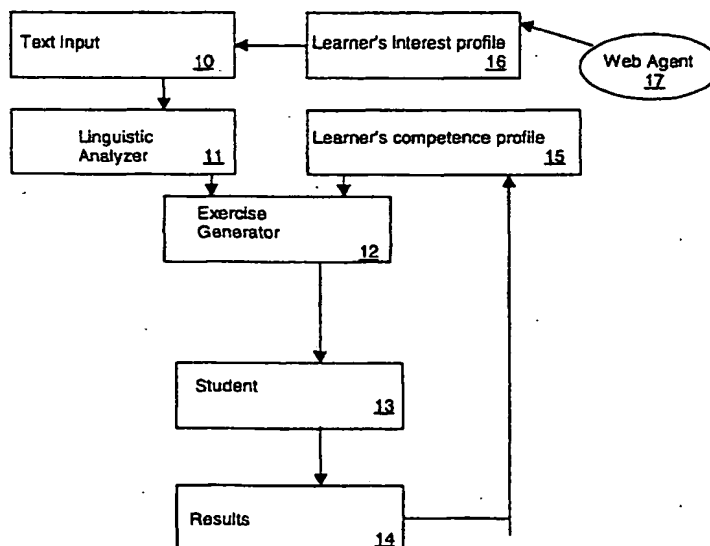 Text Input
10
Learner's Interest profile
16
Web Agent
17
Linguistic
Analyzer
11
Learner's competence profile
15
Exercise
Generator
12
Student
13
Results
14